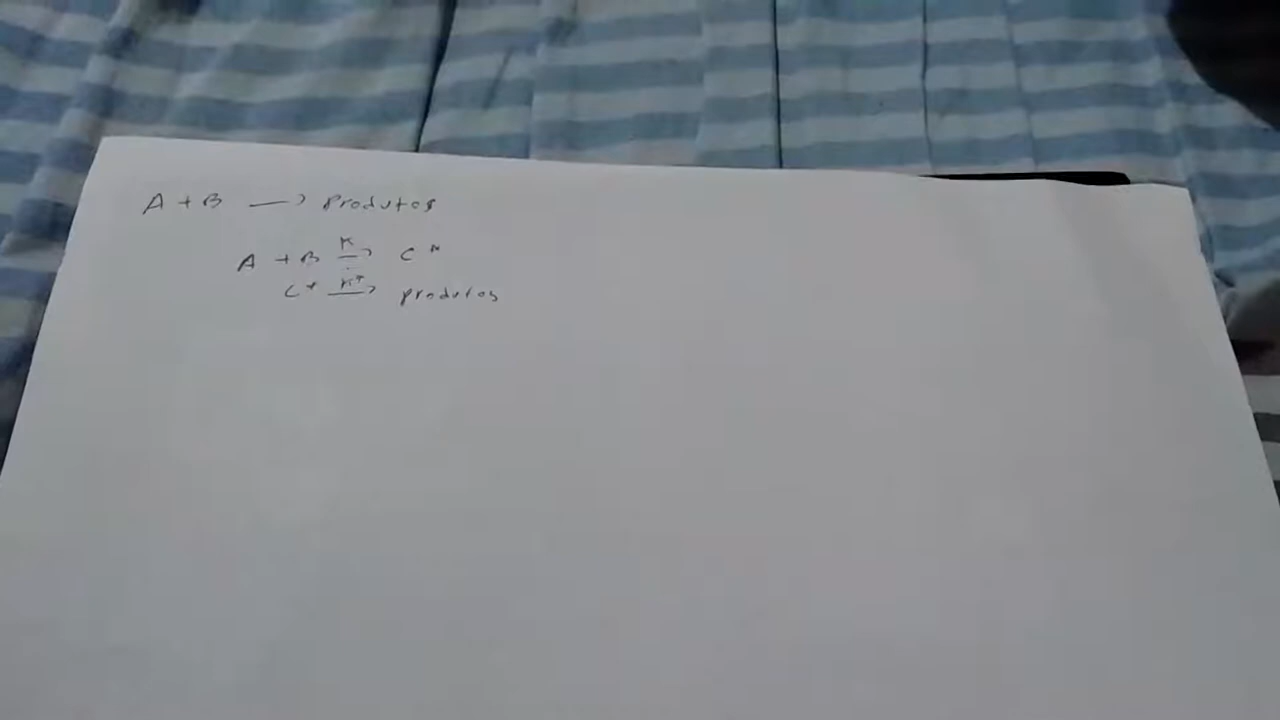 A + B → Produtos
A + B K → C*
C* K* → produtos